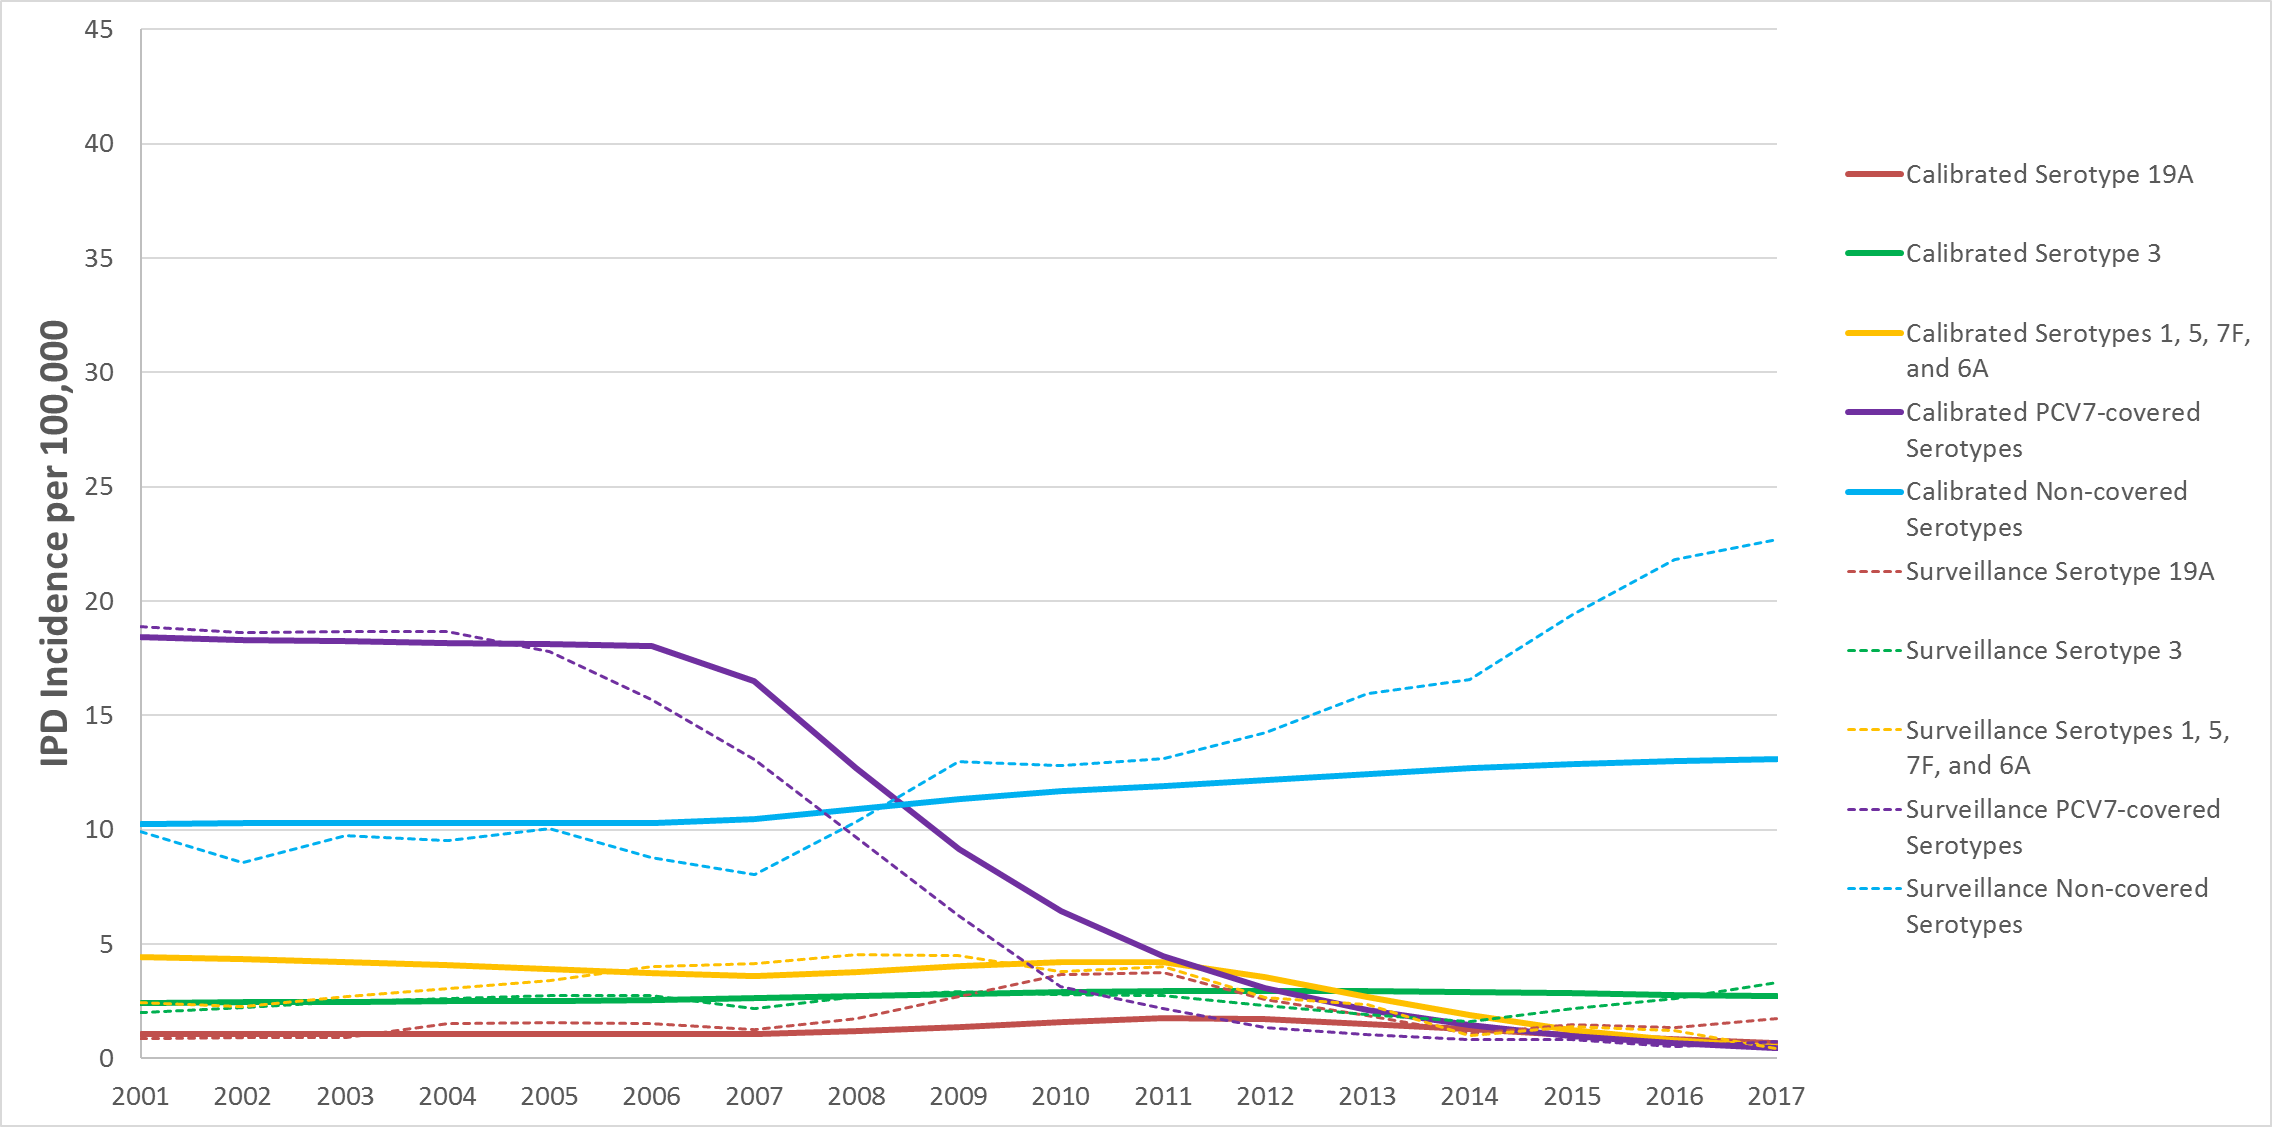 IPD Incidence per 100,000
45
40
35
30
25
20
15
10
5
0
2001 2002 2003 2004 2005 2006 2007 2008 2009 2010 2011 2012 2013 2014 2015 2016 2017
Calibrated Serotype 19A
Calibrated Serotype 3
Calibrated Serotypes 1, 5, 7F,
and 6A
Calibrated PCV7-covered
Serotypes
Calibrated Non-covered
Serotypes
Surveillance Serotype 19A
Surveillance Serotype 3
Surveillance Serotypes 1, 5,
7F, and 6A
Surveillance PCV7-covered
Serotypes
Surveillance Non-covered
Serotypes